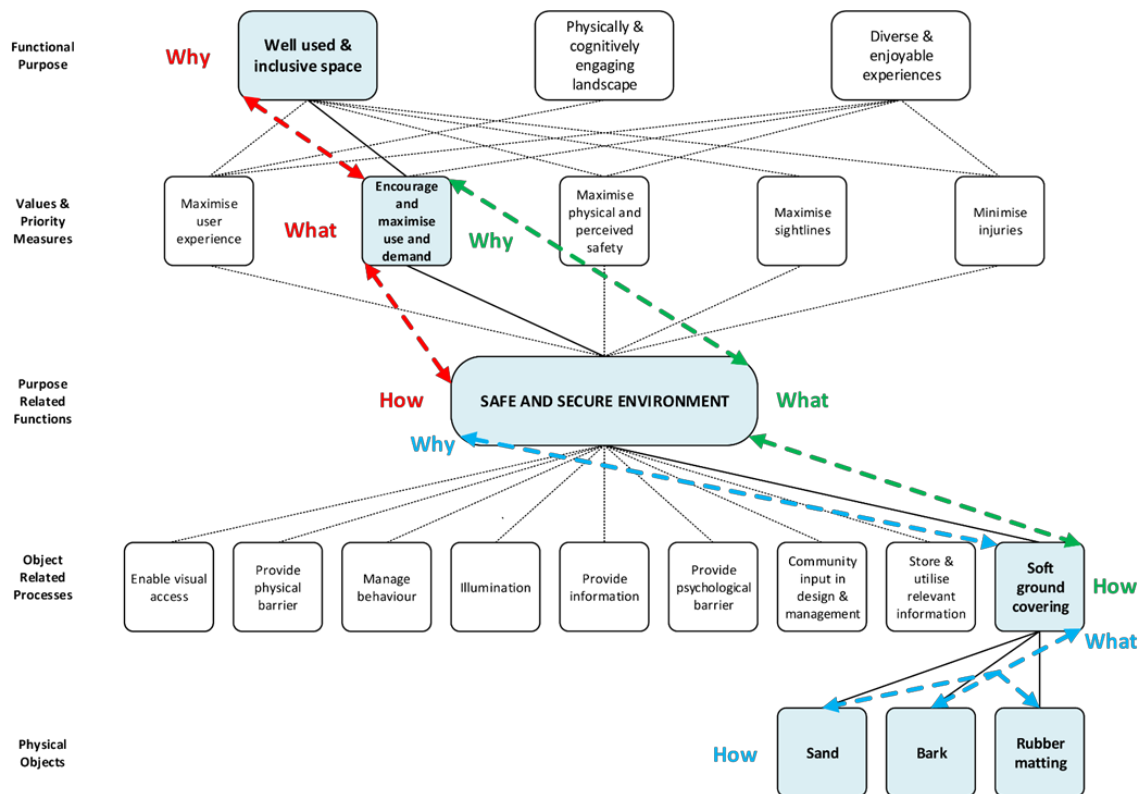 Functional
Purpose
Why
Well used &
inclusive space
Physically &
cognitively
engaging
landscape
Diverse &
enjoyable
experiences
Values &
Priority
Measures
Maximise
user
experience
What
Encourage
and
maximise
use and
demand
Why
Maximise
physical and
perceived
safety
Maximise
sightlines
Minimise
injuries
Purpose
Related
Functions
How
SAFE AND SECURE ENVIRONMENT
What
Why
Object
Related
Processes
Enable visual
access
Provide
physical
barrier
Manage
behaviour
Illumination
Provide
information
Provide
psychological
barrier
Community
input in
design &
management
Store &
utilise
relevant
information
Soft
ground
covering
How
What
Physical
Objects
How
Sand
Bark
Rubber
matting